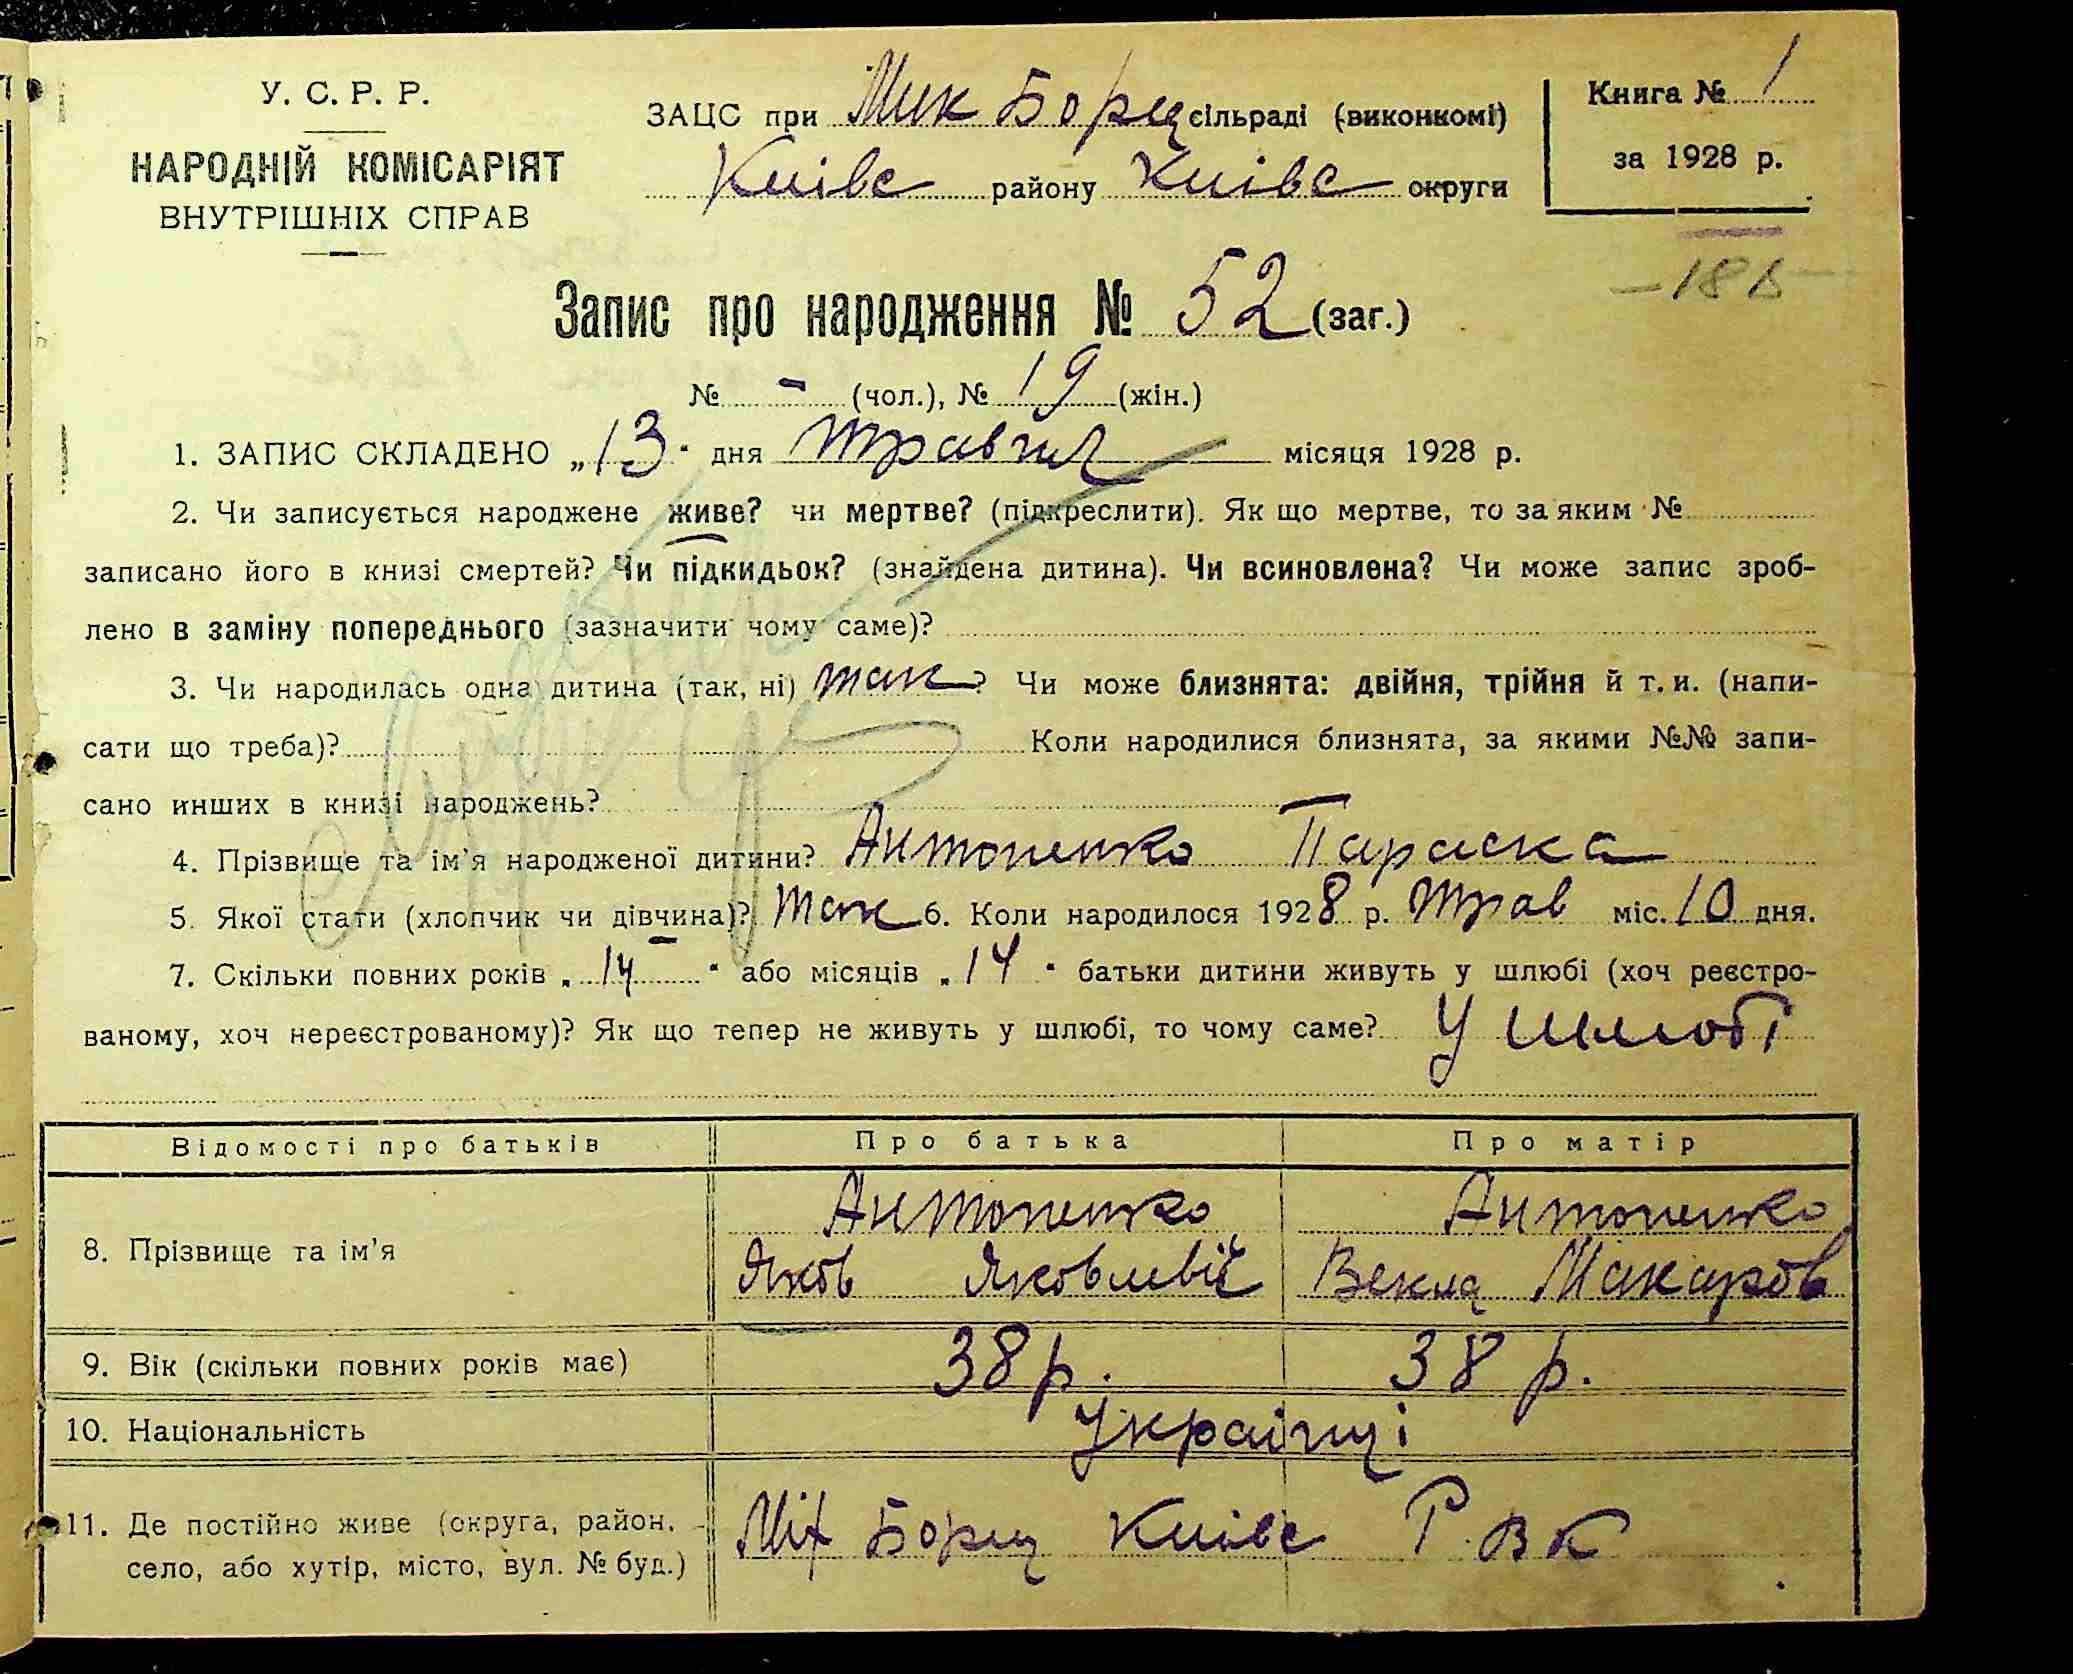 У. С. Р. Р.
НАРОДНІЙ КОМІСАРІЯТ
ВНУТРІШНІХ СПРАВ
ЗАЦС при Мик Борщ сільраді (виконкомі)
Київс району Київс округи
Книга № 1
за 1928 р.
Запис про народження № 52 (заг.)
№ - (чол.), № 19 (жін.)
1. ЗАПИС СКЛАДЕНО „13" дня травня місяця 1928 р.
2. Чи записується народжене живе? чи мертве? (підкреслити). Як що мертве, то за яким №
записано його в книзі смертей? Чи підкидьок? (знайдена дитина). Чи всиновлена? Чи може запис зроб-
лено в заміну попереднього (зазначити чому саме)?
3. Чи народилась одна дитина (так, ні) так? Чи може близнята: двійня, трійня й т. и. (напи-
сати що треба)? Коли народилися близнята, за якими №№ запи-
сано инших в книзі народжень?
4. Прізвище та ім'я народженої дитини? Антоненко Параска
5. Якої стати (хлопчик чи дівчина)? так 6. Коли народилося 1928 р. трав міс. 10 дня.
7. Скільки повних років „14" або місяців „14" батьки дитини живуть у шлюбі (хоч реєстро-
ваному, хоч нереєстрованому)? Як що тепер не живуть у шлюбі, то чому саме? У шлюбі
Відомості про батьків Про батька Про матір
8. Прізвище та ім'я Антоненко Яков Яковлевіč Антоненко Векла Макаров
9. Вік (скільки повних років має) 38 р. 38 р.
10. Національність Українці
11. Де постійно живе (округа, район, село, або хутір, місто, вул. № буд.) Міх Борщ Київс Р В К